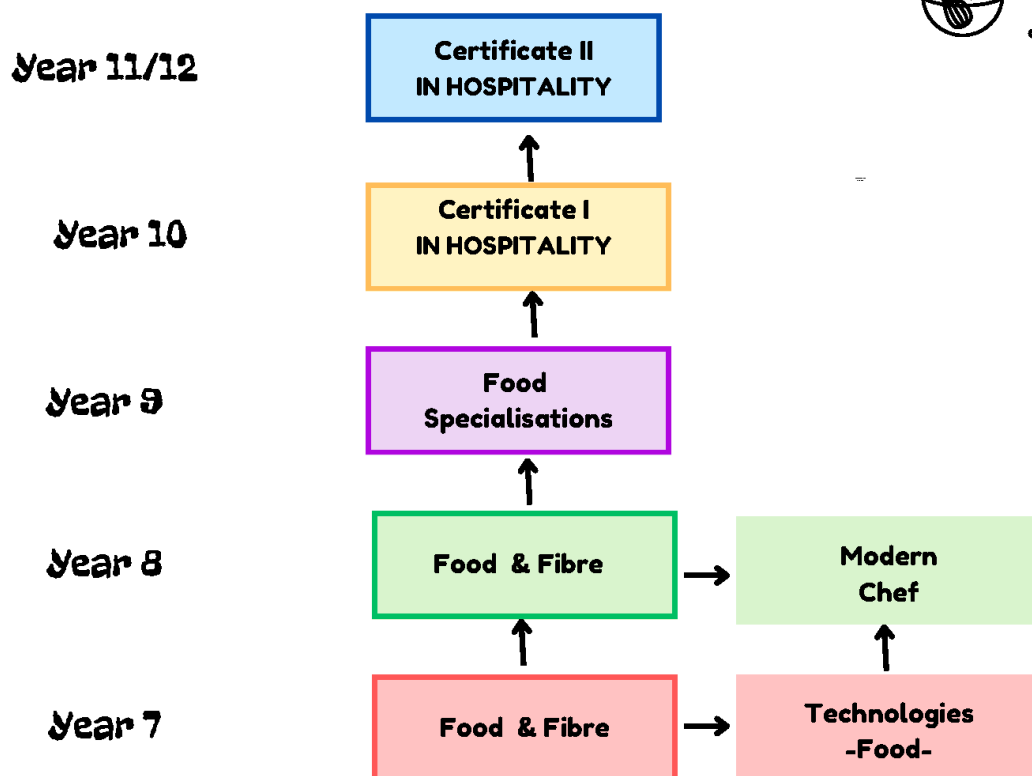 Year 11/12
Certificate II
IN HOSPITALITY
Year 10
Certificate I
IN HOSPITALITY
Year 9
Food
Specialisations
Year 8
Food & Fibre
Modern
Chef
Year 7
Food & Fibre
Technologies
-Food-